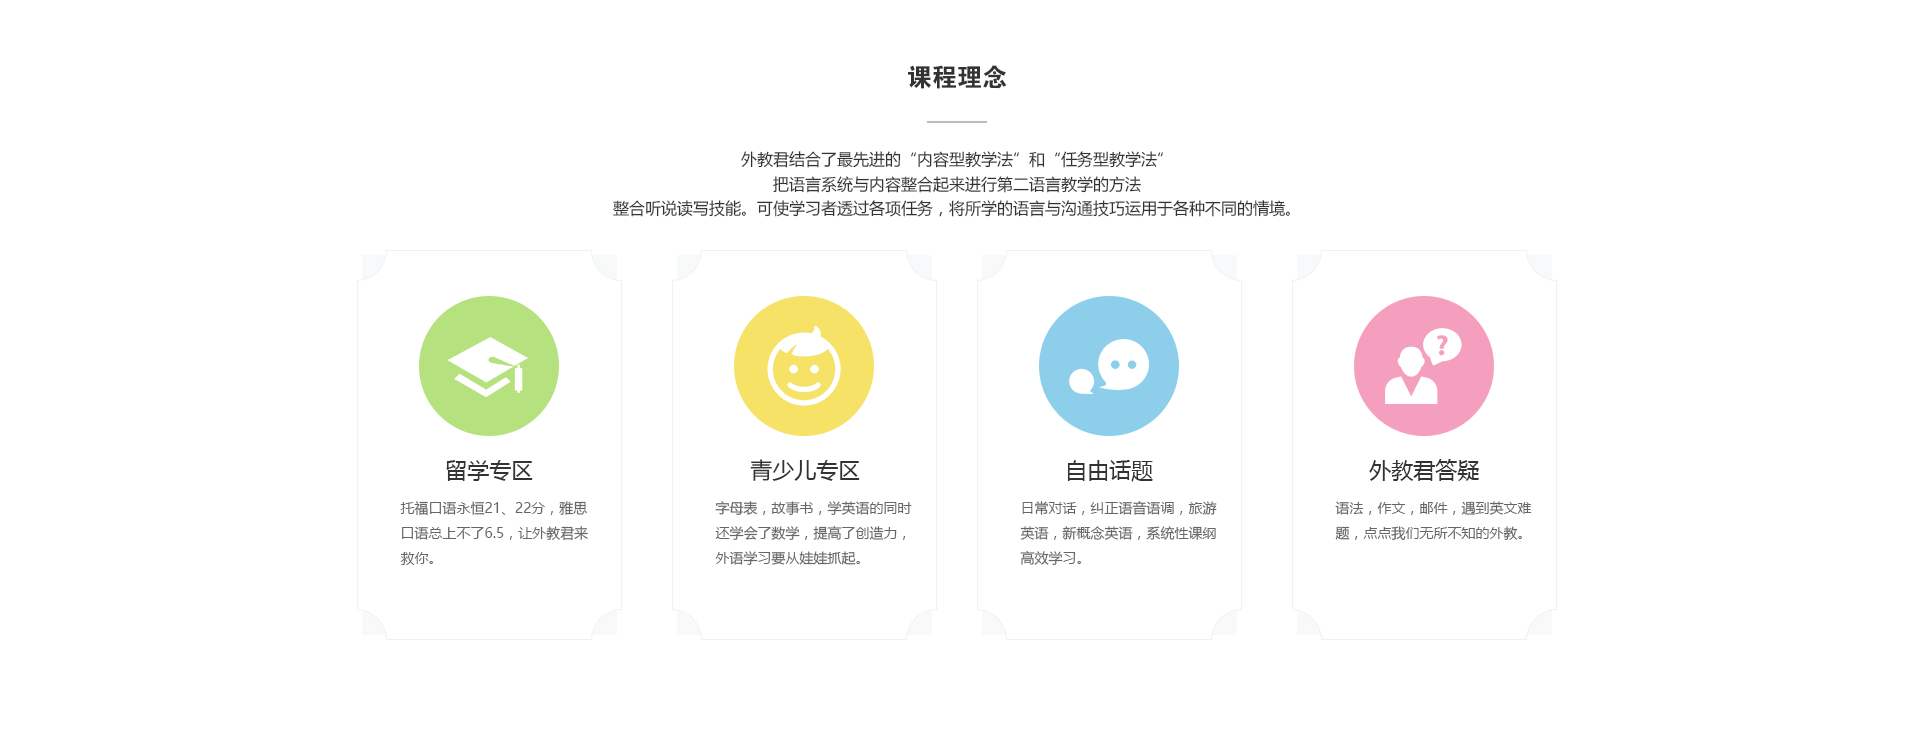 课程理念
外教君结合了最先进的“内容型教学法”和“任务型教学法”
把语言系统与内容整合起来进行第二语言教学的方法
整合听说读写技能。可使学习者透过各项任务，将所学的语言与沟通技巧运用于各种不同的情境。
留学专区
托福口语永恒21、22分，雅思
口语总上不了6.5，让外教君来
救你。
青少儿专区
字母表，故事书，学英语的同时
还学会了数学，提高了创造力，
外语学习要从娃娃抓起。
自由话题
日常对话，纠正语音语调，旅游
英语，新概念英语，系统性课纲
高效学习。
?
外教君答疑
语法，作文，邮件，遇到英文难
题，点点我们无所不知的外教。